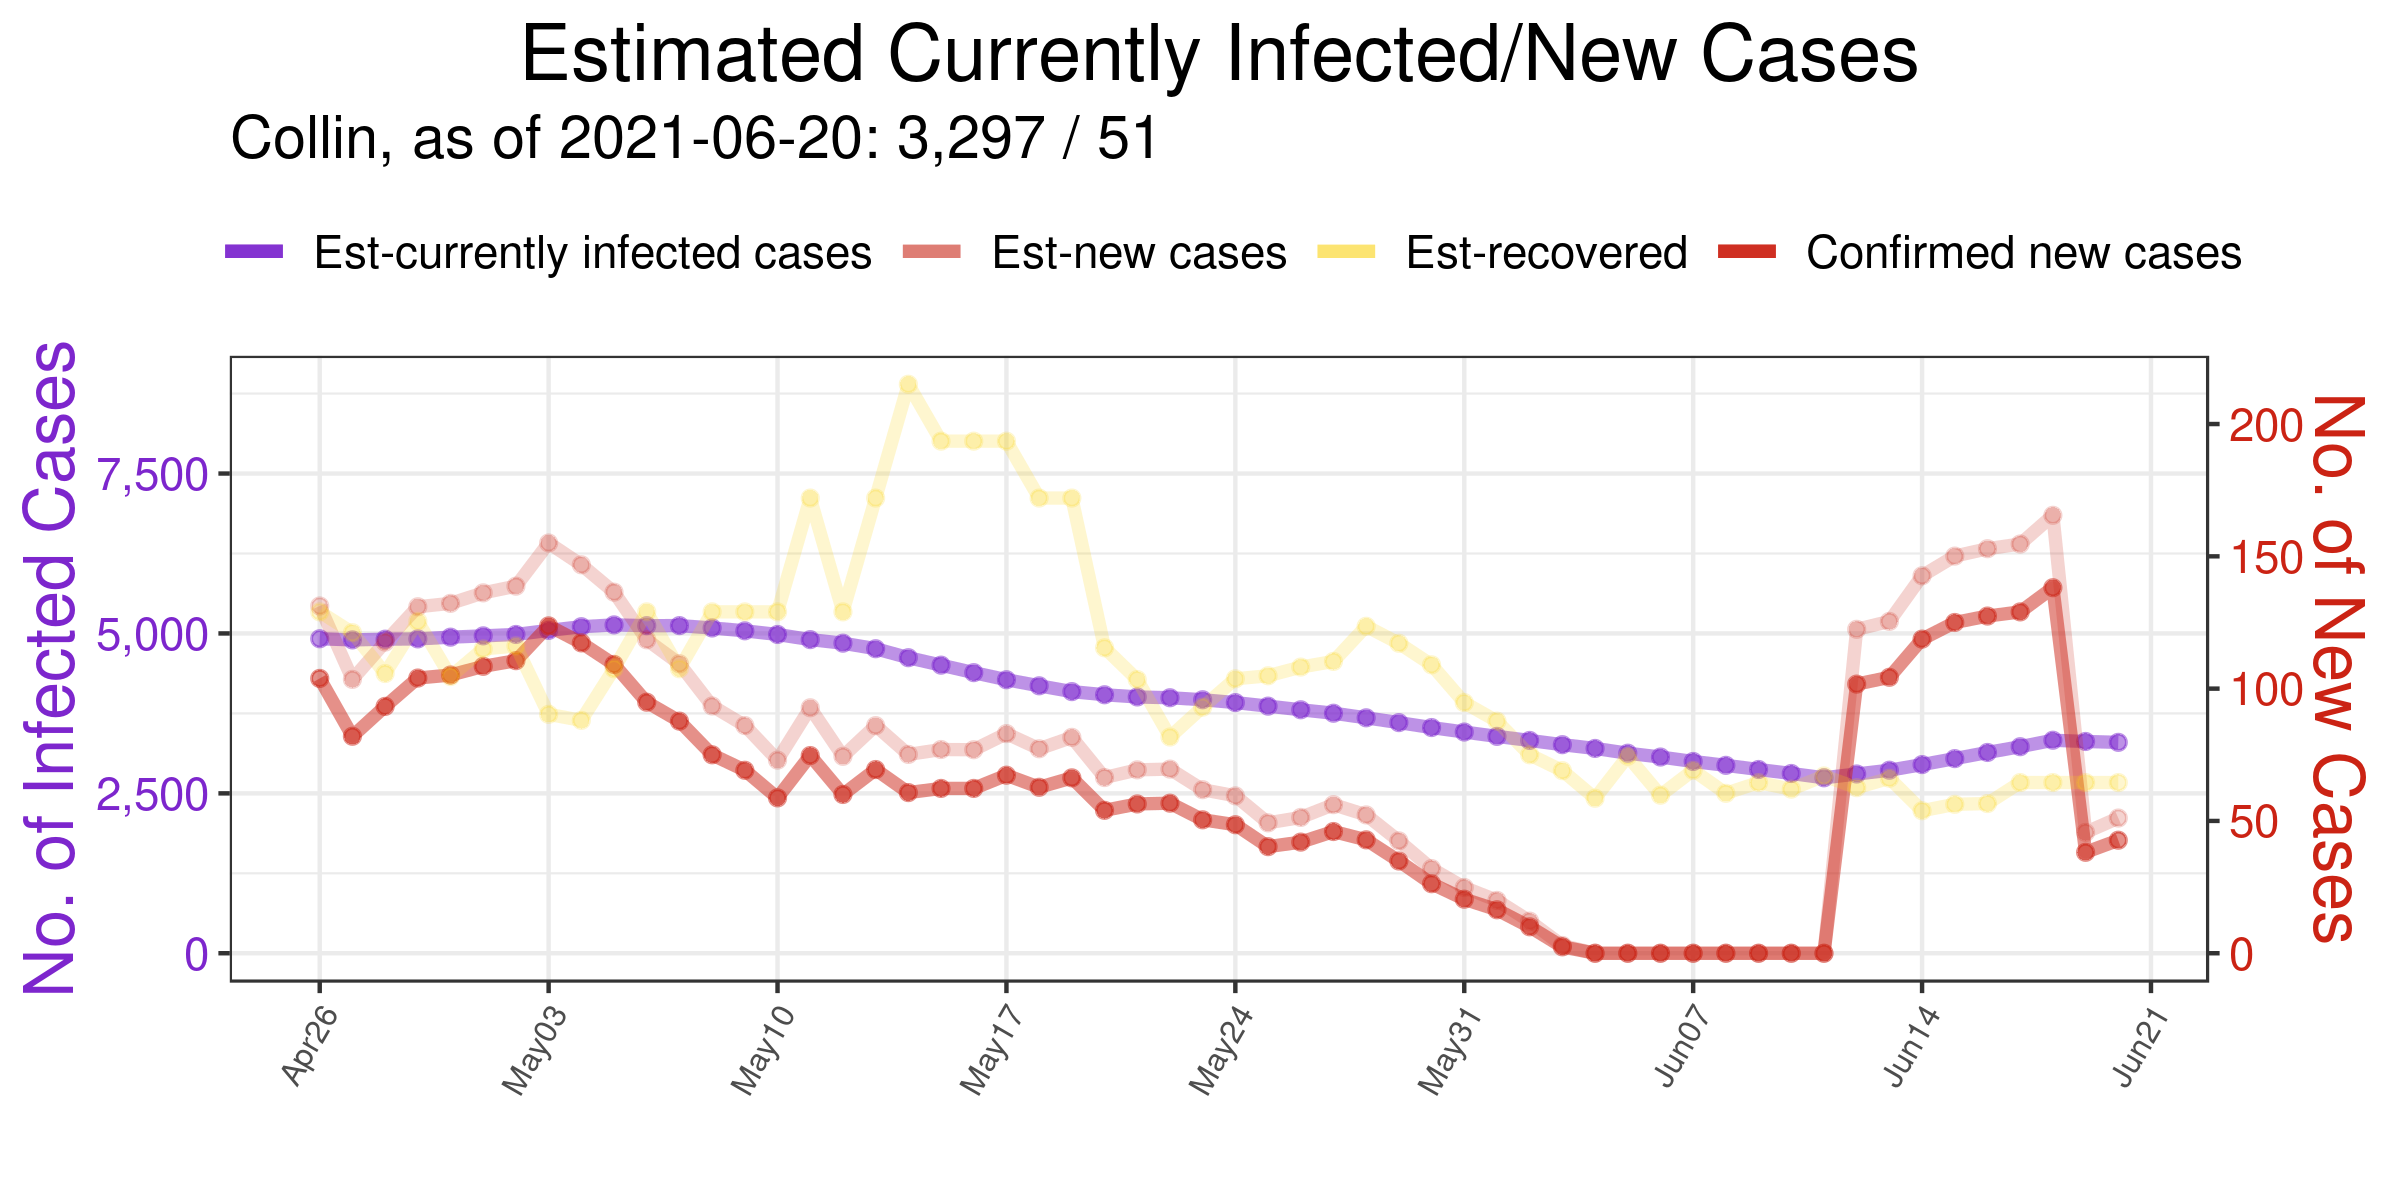 Estimated Currently Infected/New Cases
Collin, as of 2021-06-20: 3,297 / 51
Est-currently infected cases Est-new cases Est-recovered Confirmed new cases
No. of Infected Cases
7,500
5,000
2,500
0
200
150
100
50
0
No. of New Cases
Apr26 May03 May10 May17 May24 May31 Jun07 Jun14 Jun21